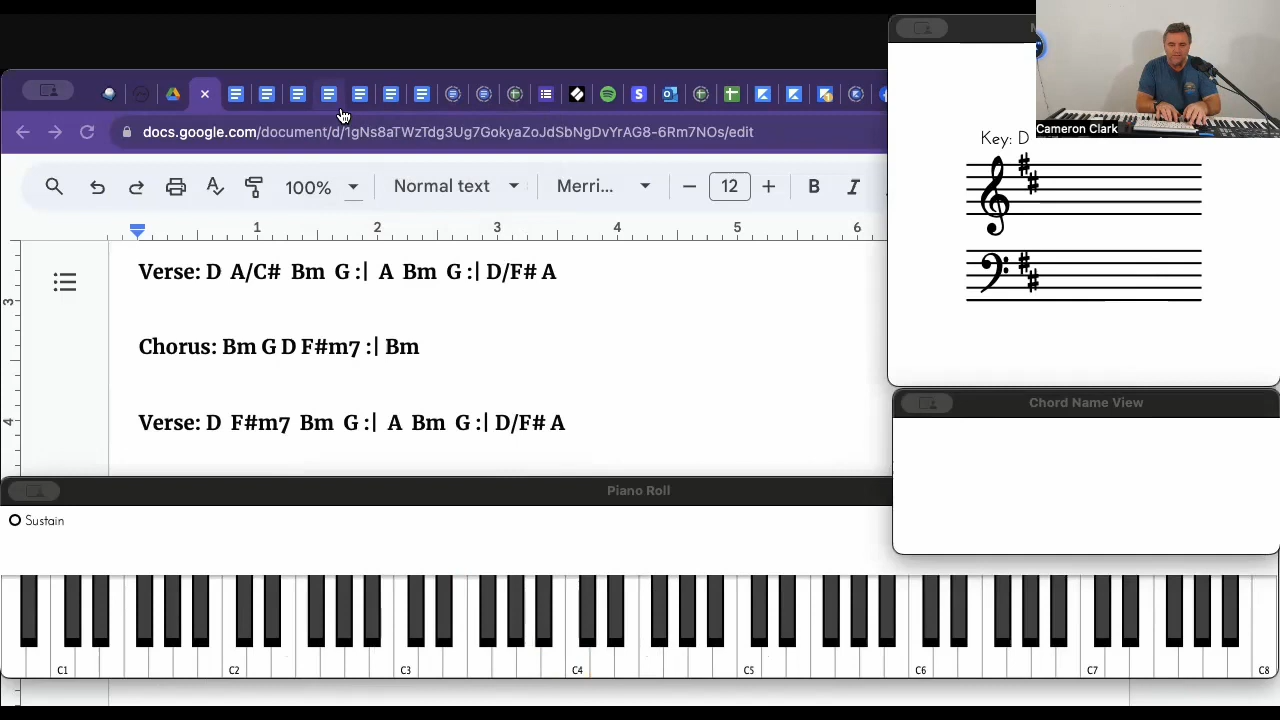 Cameron Clark
docs.google.com/document/d/1gNs8aTWzTdg3Ug7GokyaZoJdSbNgDvYrAG8-6Rm7NOs/edit
Key: D
100% Normal text Merri... 12 B I
1 2 3 4 5 6
Verse: D A/C# Bm G :| A Bm G :| D/F# A
3
Chorus: Bm G D F#m7 :| Bm
Chord Name View
4
Verse: D F#m7 Bm G :| A Bm G :| D/F# A
Piano Roll
Sustain
C1 C2 C3 C4 C5 C6 C7 C8